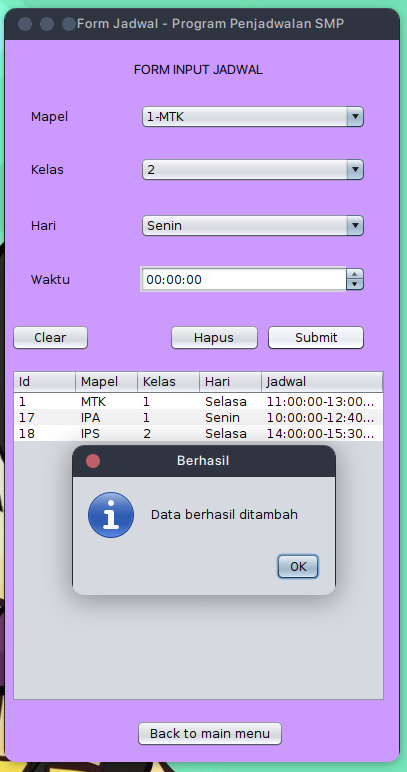 Form Jadwal - Program Penjadwalan SMP
FORM INPUT JADWAL
Mapel 1-MTK
Kelas 2
Hari Senin
Waktu 00:00:00
Clear Hapus Submit
Id Mapel Kelas Hari Jadwal
1 MTK 1 Selasa 11:00:00-13:00...
17 IPA 1 Senin 10:00:00-12:40...
18 IPS 2 Selasa 14:00:00-15:30...
Berhasil
Data berhasil ditambah
OK
Back to main menu